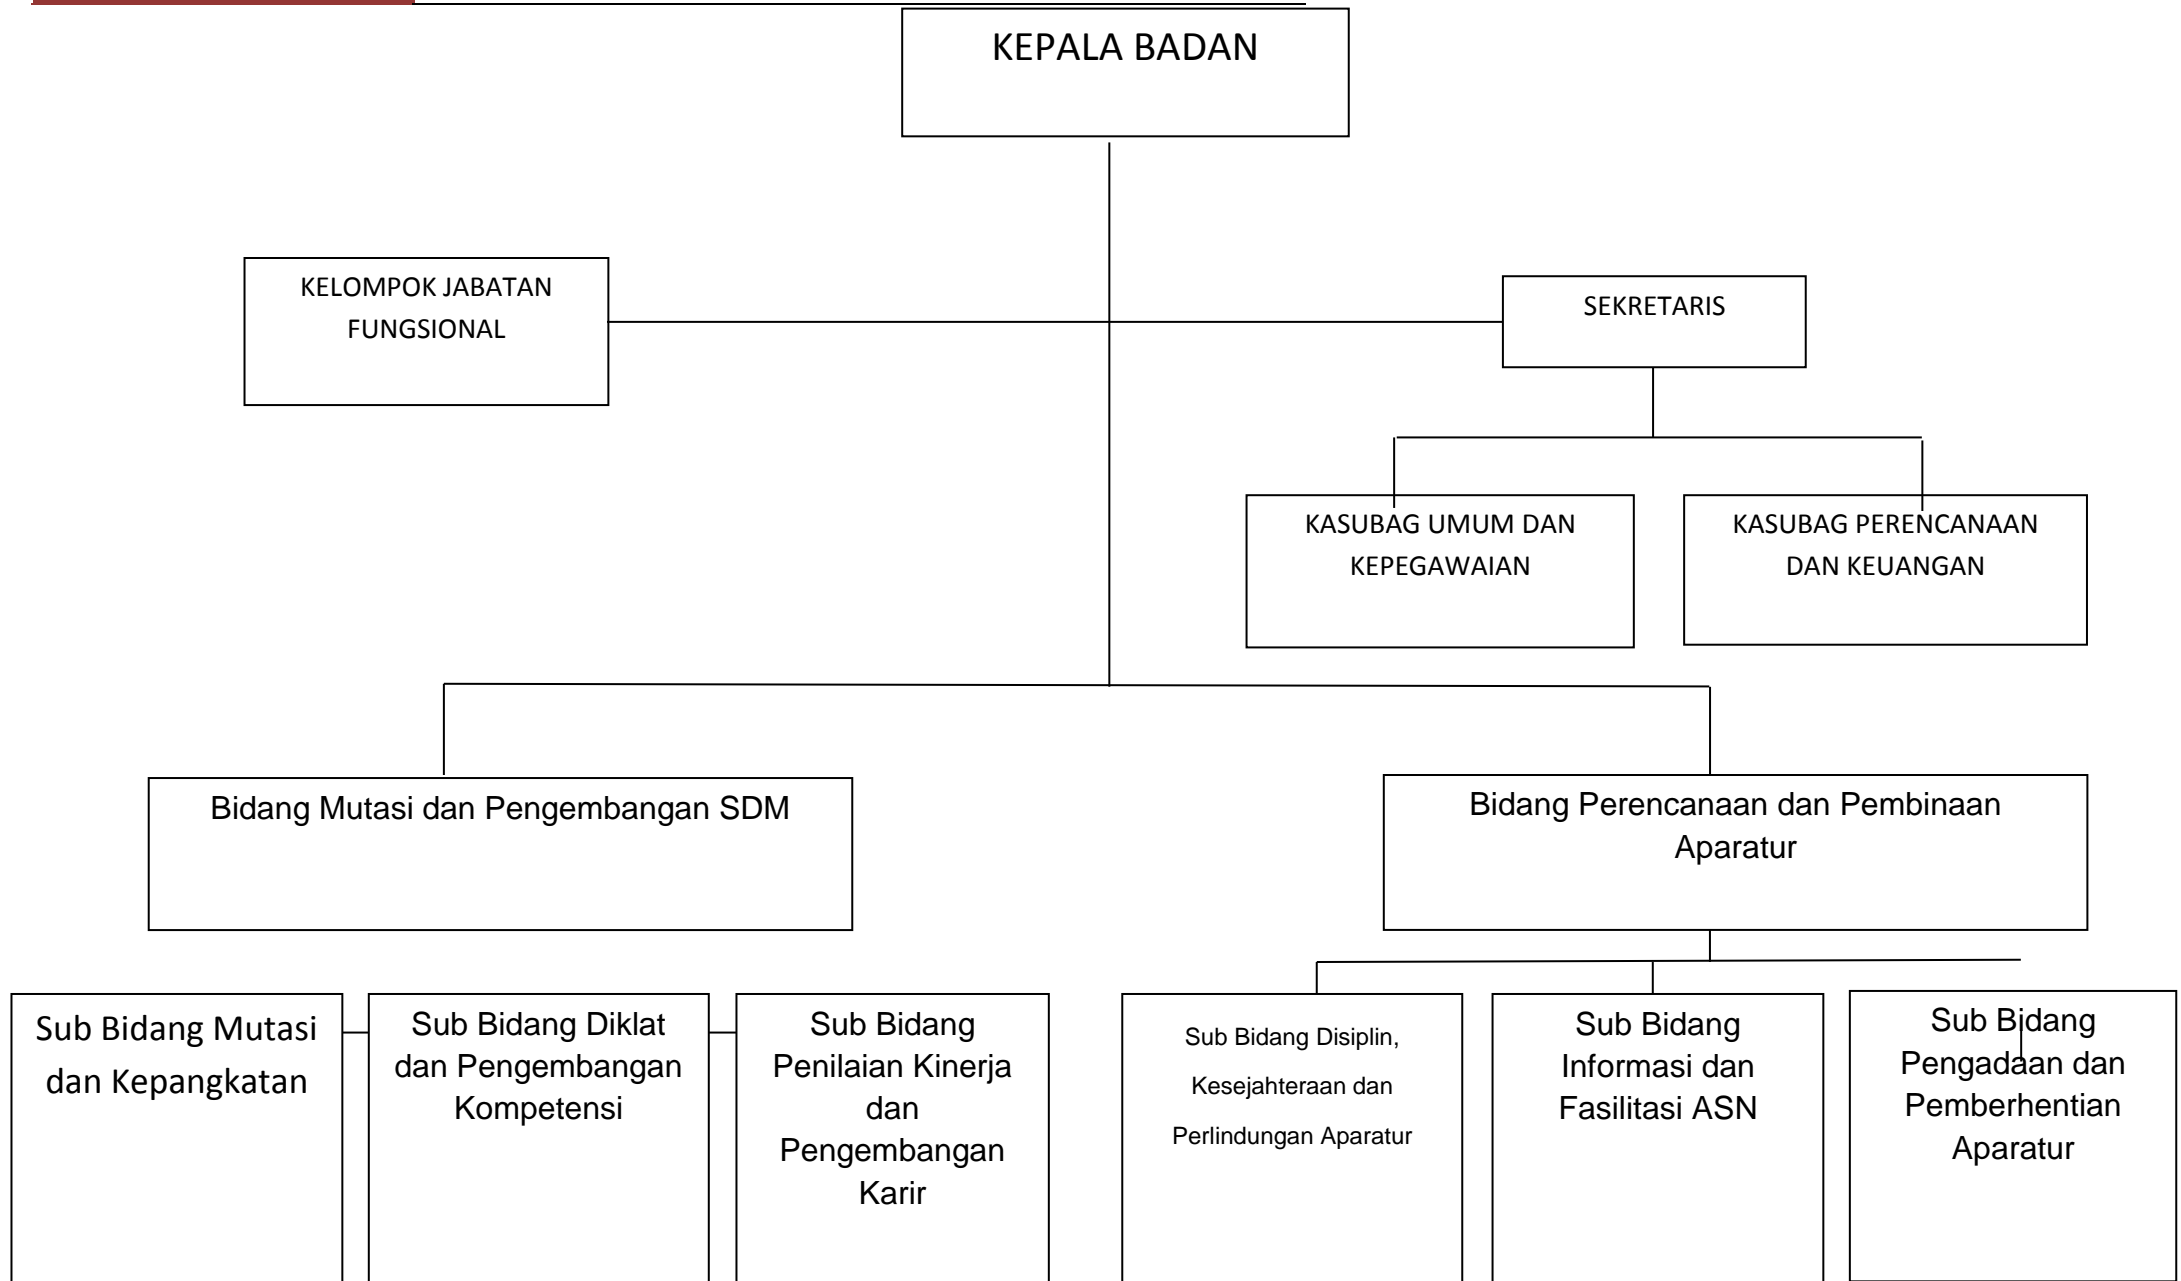 KEPALA BADAN
KELOMPOK JABATAN
FUNGSIONAL
SEKRETARIS
KASUBAG UMUM DAN
KEPEGAWAIAN
KASUBAG PERENCANAAN
DAN KEUANGAN
Bidang Mutasi dan Pengembangan SDM
Bidang Perencanaan dan Pembinaan
Aparatur
Sub Bidang Mutasi
dan Kepangkatan
Sub Bidang Diklat
dan Pengembangan
Kompetensi
Sub Bidang
Penilaian Kinerja
dan
Pengembangan
Karir
Sub Bidang Disiplin,
Kesejahteraan dan
Perlindungan Aparatur
Sub Bidang
Informasi dan
Fasilitasi ASN
Sub Bidang
Pengadaan dan
Pemberhentian
Aparatur